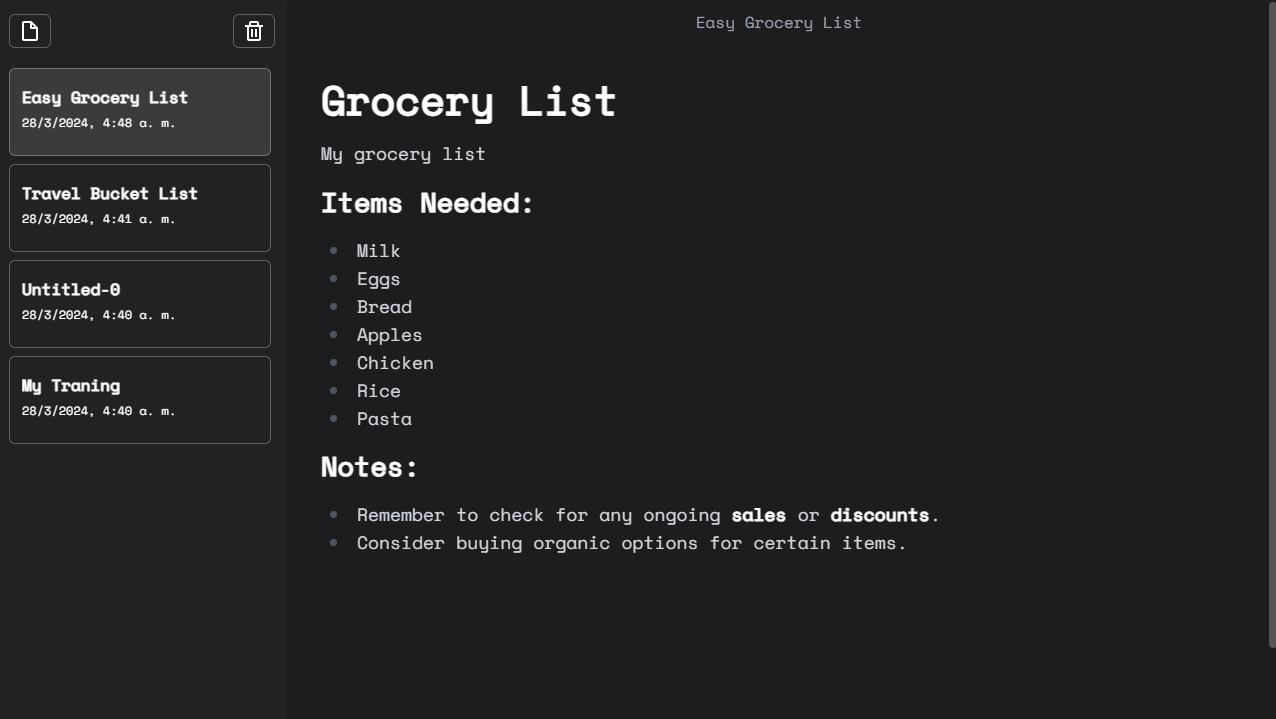 Easy Grocery List
28/3/2024, 4:48 a. m.
Travel Bucket List
28/3/2024, 4:41 a. m.
Untitled-0
28/3/2024, 4:40 a. m.
My Traning
28/3/2024, 4:40 a. m.
Easy Grocery List
Grocery List
My grocery list
Items Needed:
Milk
Eggs
Bread
Apples
Chicken
Rice
Pasta
Notes:
Remember to check for any ongoing sales or discounts.
Consider buying organic options for certain items.